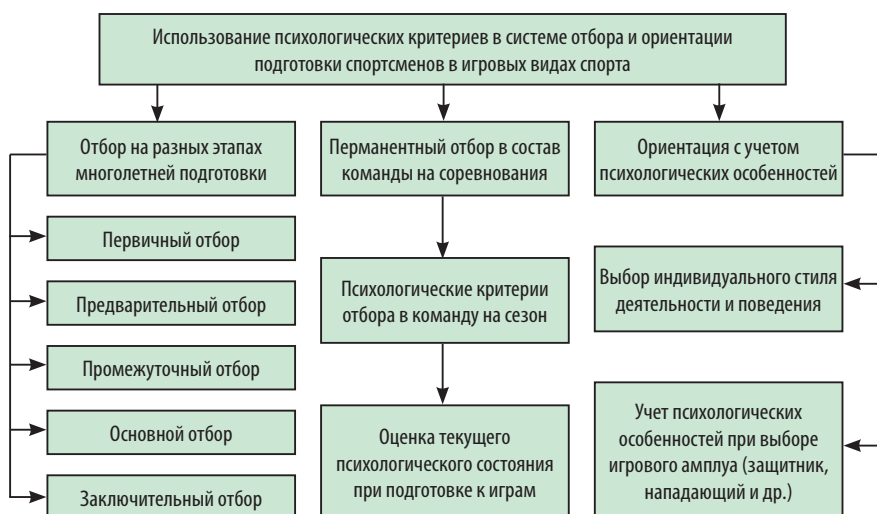 Использование психологических критериев в системе отбора и ориентации
подготовки спортсменов в игровых видах спорта
Отбор на разных этапах
многолетней подготовки
Первичный отбор
Предварительный отбор
Промежуточный отбор
Основной отбор
Заключительный отбор
Перманентный отбор в состав
команды на соревнования
Психологические критерии
отбора в команду на сезон
Оценка текущего
психологического состояния
при подготовке к играм
Ориентация с учетом
психологических особенностей
Выбор индивидуального стиля
деятельности и поведения
Учет психологических
особенностей при выборе
игрового амплуа (защитник,
нападающий и др.)